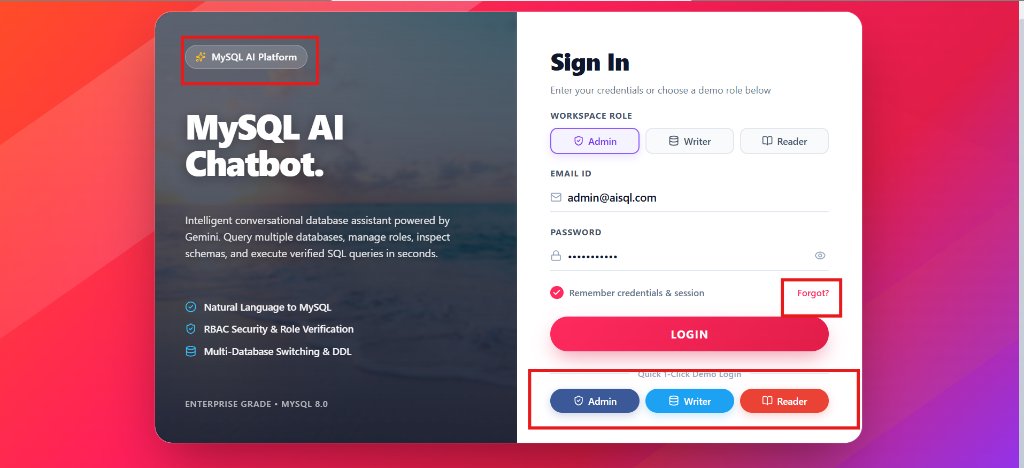 MySQL AI Platform
MySQL AI
Chatbot.
Intelligent conversational database assistant powered by
Gemini. Query multiple databases, manage roles, inspect
schemas, and execute verified SQL queries in seconds.
Natural Language to MySQL
RBAC Security & Role Verification
Multi-Database Switching & DDL
ENTERPRISE GRADE • MYSQL 8.0
Sign In
Enter your credentials or choose a demo role below
WORKSPACE ROLE
Admin Writer Reader
EMAIL ID
admin@aisql.com
PASSWORD
•••••••••••
Remember credentials & session Forgot?
LOGIN
Quick 1-Click Demo Login
Admin Writer Reader